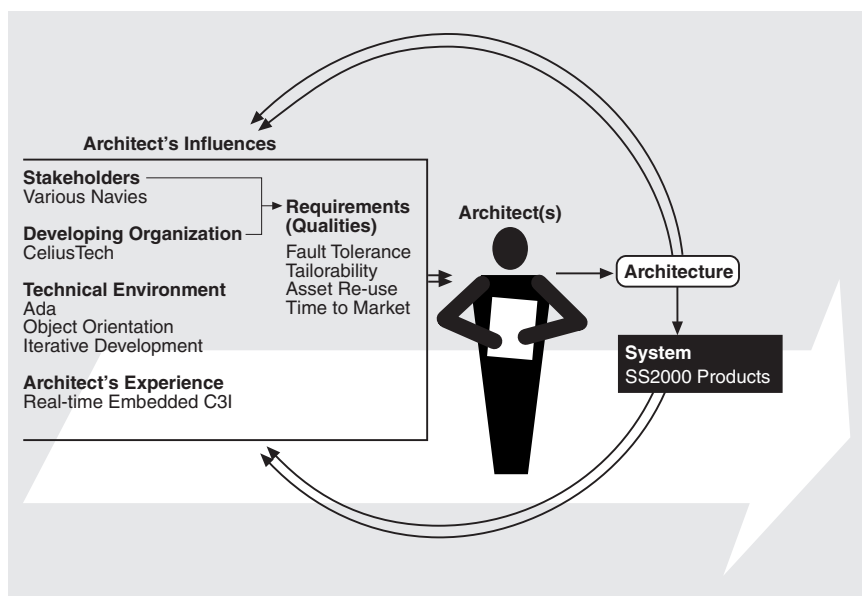 Architect's Influences
Stakeholders
Various Navies
Developing Organization
CeliusTech
Technical Environment
Ada
Object Orientation
Iterative Development
Architect's Experience
Real-time Embedded C3I
Requirements
(Qualities)
Fault Tolerance
Tailorability
Asset Re-use
Time to Market
Architect(s)
Architecture
System
SS2000 Products